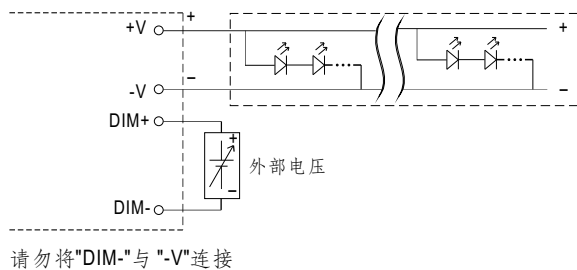 +V
+
+
-V
−
−
DIM+
+
外部电压
−
DIM-
请勿将"DIM-"与 "-V"连接